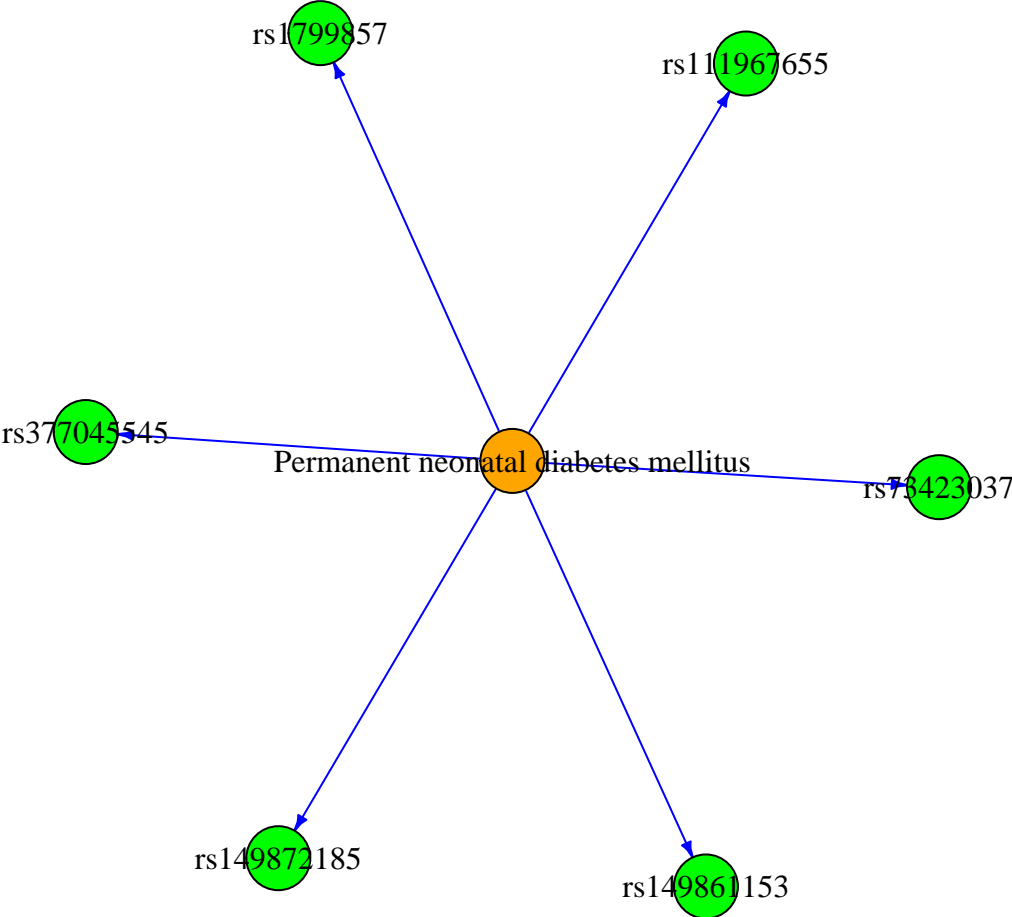 rs1799857
rs111967655
rs377045545
Permanent neonatal diabetes mellitus
rs73423037
rs149872185
rs149861153